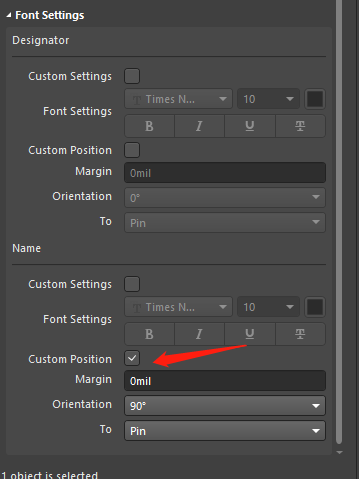 Font Settings
Designator
Custom Settings
Times N... 10
Font Settings
B I U T
Custom Position
Margin 0mil
Orientation 0°
To Pin
Name
Custom Settings
Times N... 10
Font Settings
B I U T
Custom Position
Margin 0mil
Orientation 90°
To Pin
1 object is selected